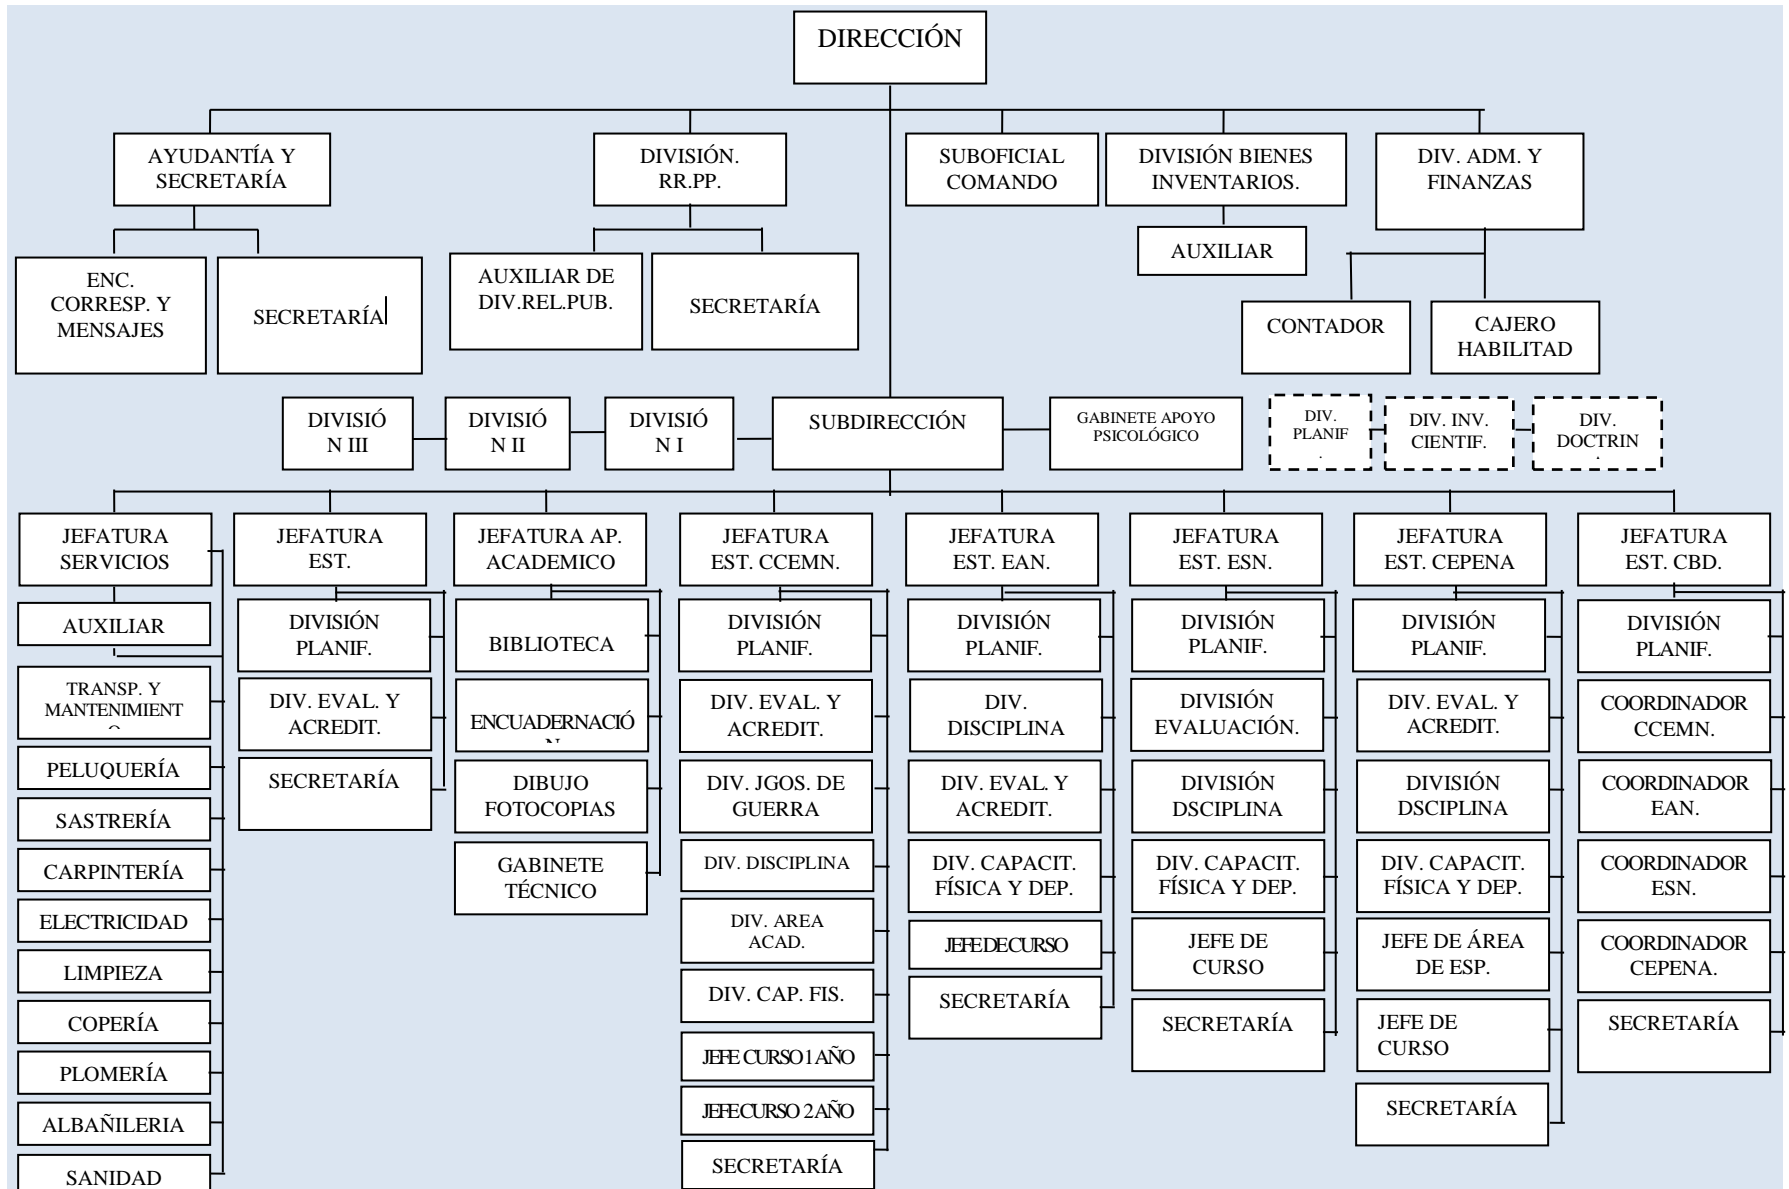 DIRECCIÓN
AYUDANTÍA Y
SECRETARÍA
DIVISIÓN.
RR.PP.
SUBOFICIAL
COMANDO
DIVISIÓN BIENES
INVENTARIOS.
DIV. ADM. Y
FINANZAS
ENC.
CORRESP. Y
MENSAJES
SECRETARÍA
AUXILIAR DE
DIV.REL.PUB.
SECRETARÍA
AUXILIAR
CONTADOR
CAJERO
HABILITAD
DIVISIÓ
N III
DIVISIÓ
N II
DIVISIÓ
N I
SUBDIRECCIÓN
GABINETE APOYO
PSICOLÓGICO
DIV.
PLANIF
.
DIV. INV.
CIENTIF.
DIV.
DOCTRIN
JEFATURA
SERVICIOS
AUXILIAR
TRANSP. Y
MANTENIMIENT
PELUQUERÍA
SASTRERÍA
CARPINTERÍA
ELECTRICIDAD
LIMPIEZA
COPERÍA
PLOMERÍA
ALBAÑILERIA
SANIDAD
JEFATURA
EST.
DIVISIÓN
PLANIF.
DIV. EVAL. Y
ACREDIT.
SECRETARÍA
JEFATURA AP.
ACADEMICO
BIBLIOTECA
ENCUADERNACIÓ
DIBUJO
FOTOCOPIAS
GABINETE
TÉCNICO
JEFATURA
EST. CCEMN.
DIVISIÓN
PLANIF.
DIV. EVAL. Y
ACREDIT.
DIV. JGOS. DE
GUERRA
DIV. DISCIPLINA
DIV. AREA
ACAD.
DIV. CAP. FIS.
JEFE CURSO 1 AÑO
JEFE CURSO 2 AÑO
SECRETARÍA
JEFATURA
EST. EAN.
DIVISIÓN
PLANIF.
DIV.
DISCIPLINA
DIV. EVAL. Y
ACREDIT.
DIV. CAPACIT.
FÍSICA Y DEP.
JEFE DE CURSO
SECRETARÍA
JEFATURA
EST. ESN.
DIVISIÓN
PLANIF.
DIVISIÓN
EVALUACIÓN.
DIVISIÓN
DSCIPLINA
DIV. CAPACIT.
FÍSICA Y DEP.
JEFE DE
CURSO
SECRETARÍA
JEFATURA
EST. CEPENA
DIVISIÓN
PLANIF.
DIV. EVAL. Y
ACREDIT.
DIVISIÓN
DSCIPLINA
DIV. CAPACIT.
FÍSICA Y DEP.
JEFE DE ÁREA
DE ESP.
JEFE DE
CURSO
SECRETARÍA
JEFATURA
EST. CBD.
DIVISIÓN
PLANIF.
COORDINADOR
CCEMN.
COORDINADOR
EAN.
COORDINADOR
ESN.
COORDINADOR
CEPENA.
SECRETARÍA